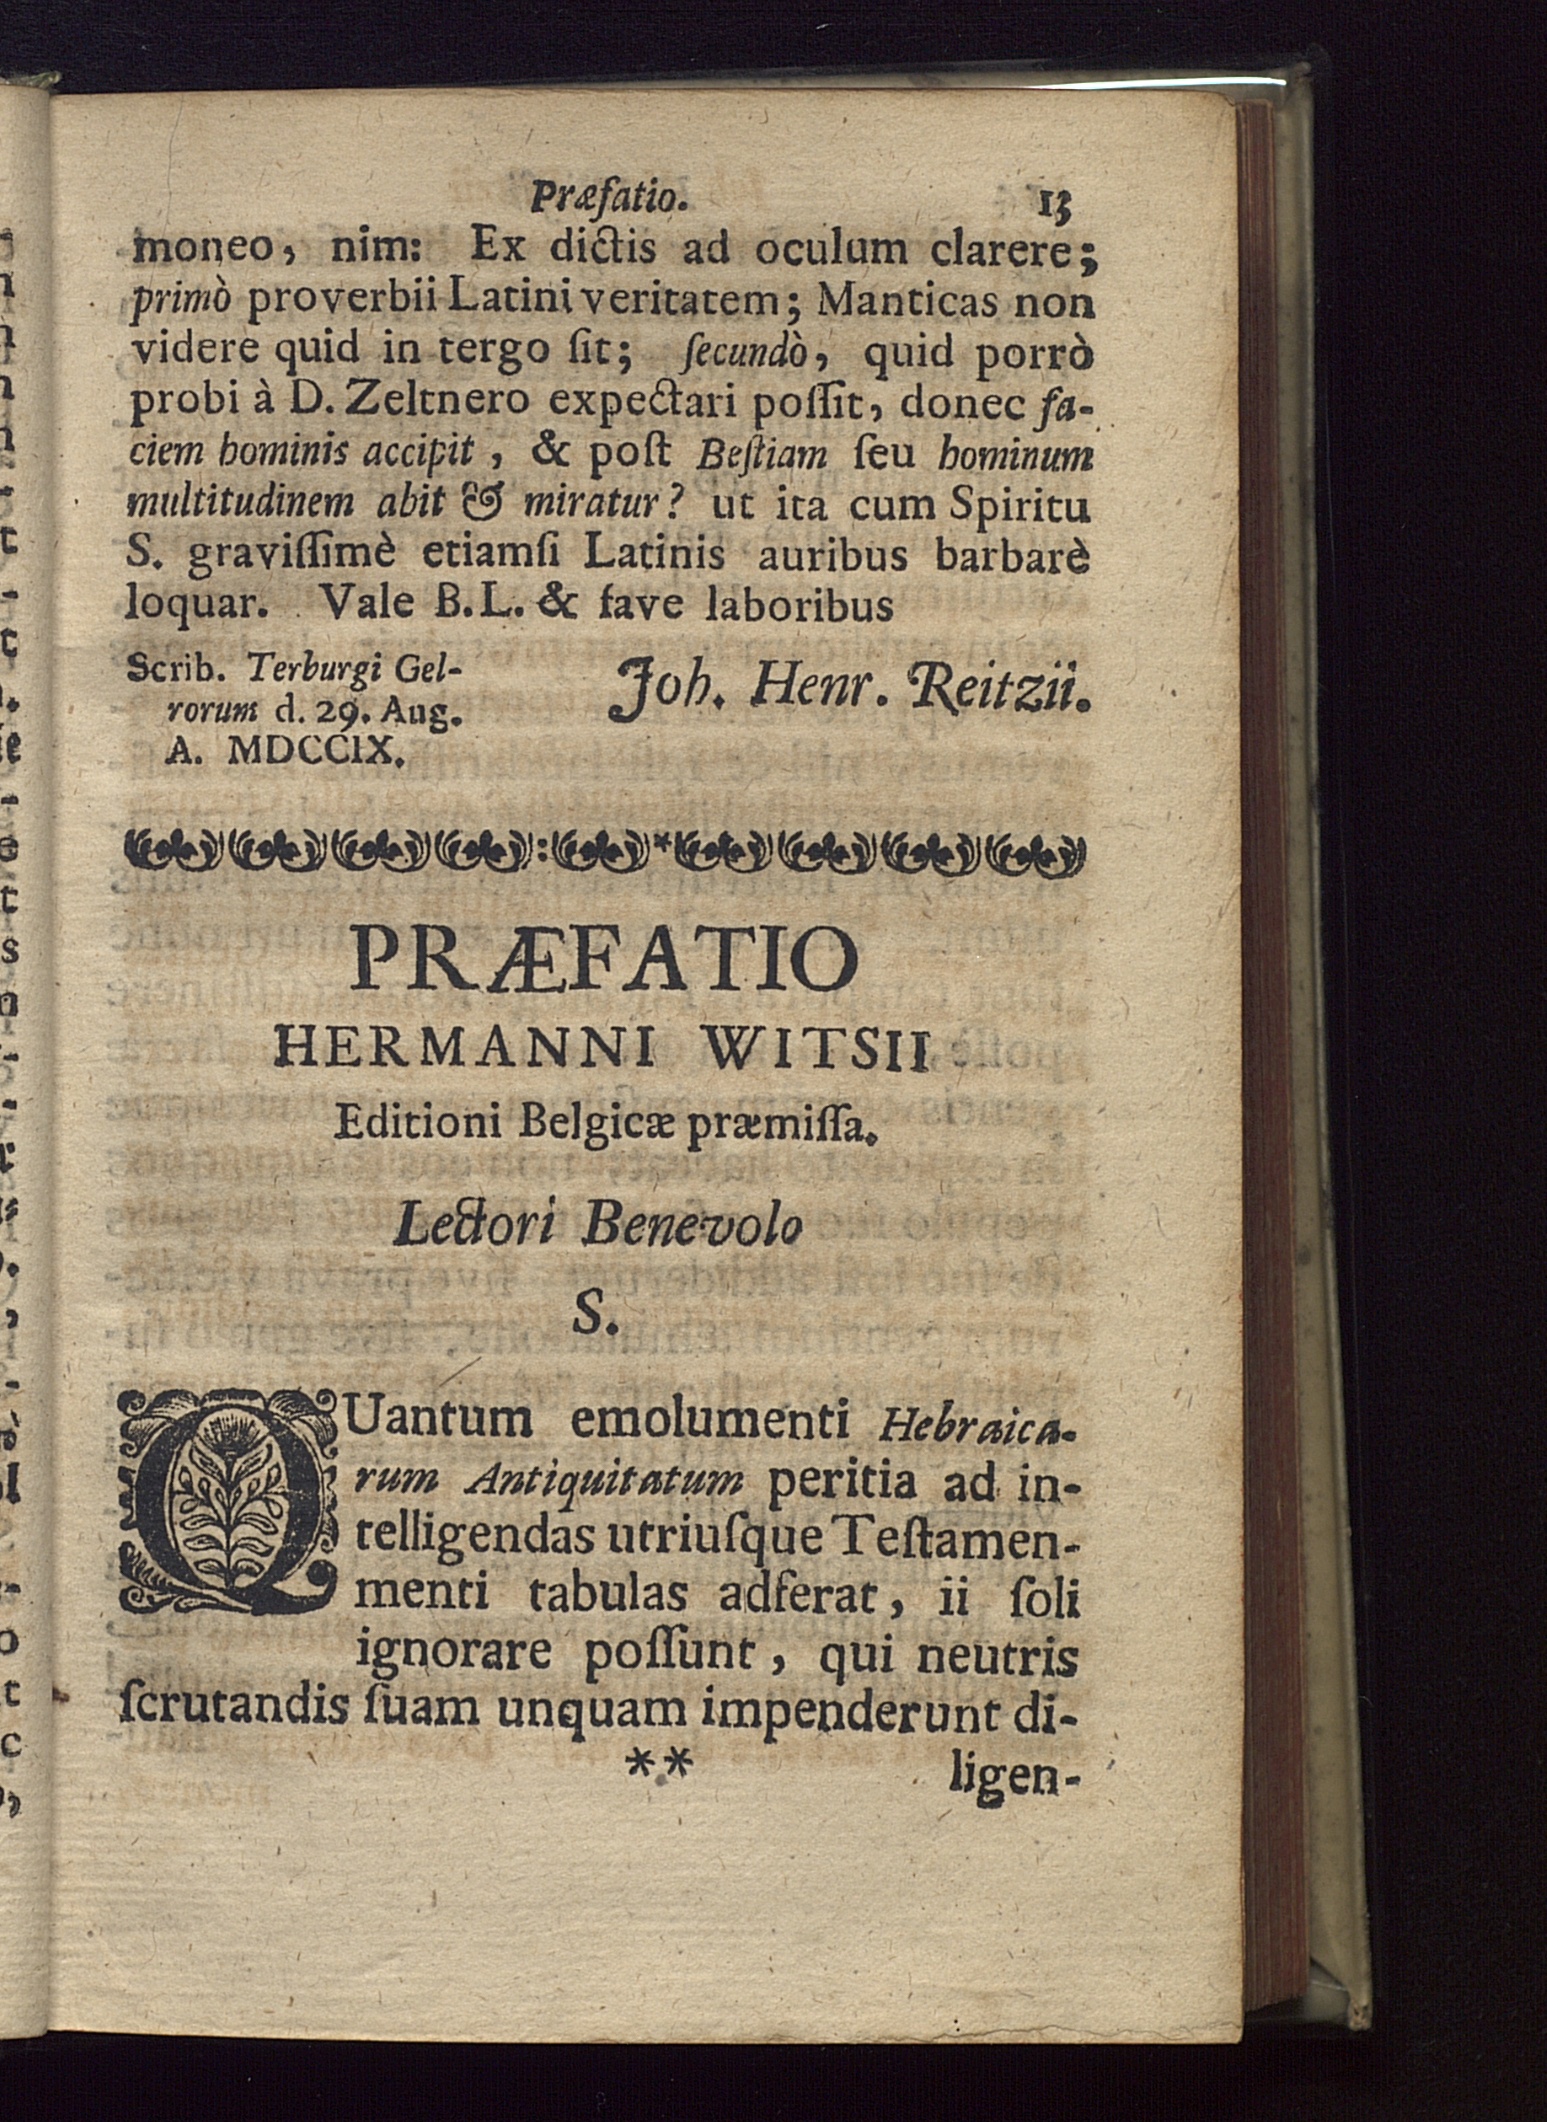 Præfatio. 13
moneo, nim: Ex dictis ad oculum clarere;
primò proverbii Latini veritatem; Manticas non
videre quid in tergo ſit; ſecundò, quid porrò
probi à D. Zeltnero expectari poſſit, donec fa-
ciem hominis accipit, & poſt Beſtiam ſeu hominum
multitudinem abit & miratur? ut ita cum Spiritu
S. graviſſimè etiamſi Latinis auribus barbarè
loquar. Vale B.L. & fave laboribus
Scrib. Terburgi Gel-
rorum d. 29. Aug.
A. MDCCIX.
Joh. Henr. Reitzii.
PRÆFATIO
HERMANNI WITSII
Editioni Belgicæ præmiſſa.
Lectori Benevolo
S.
QUantum emolumenti Hebraica-
rum Antiquitatum peritia ad in-
telligendas utriuſque Teſtamen-
menti tabulas adferat, ii ſoli
ignorare poſſunt, qui neutris
ſcrutandis ſuam unquam impenderunt di-
** ligen-